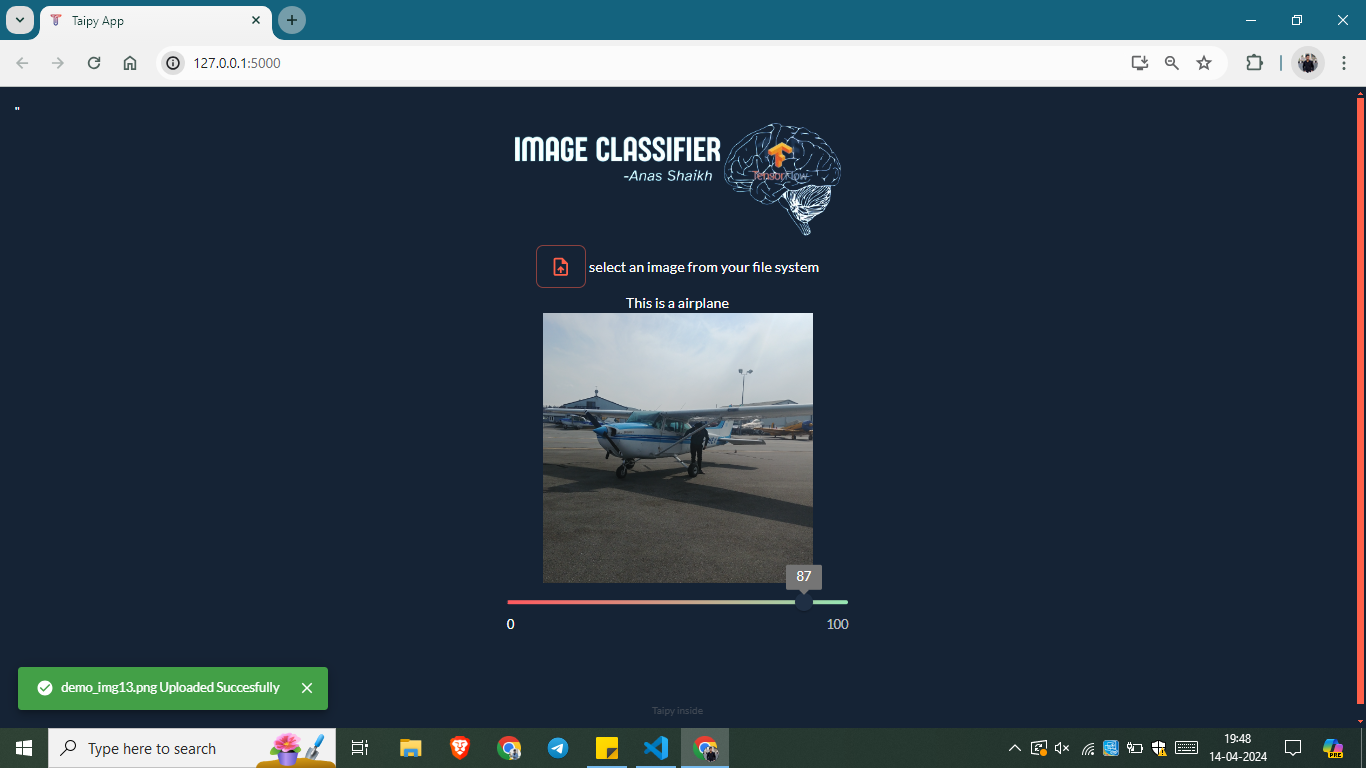 Taipy App
127.0.0.1:5000
"
IMAGE CLASSIFIER
-Anas Shaikh
TensorFlow
select an image from your file system
This is a airplane
87
0
100
demo_img13.png Uploaded Succesfully
Taipy inside
Type here to search
19:48
14-04-2024
PRE